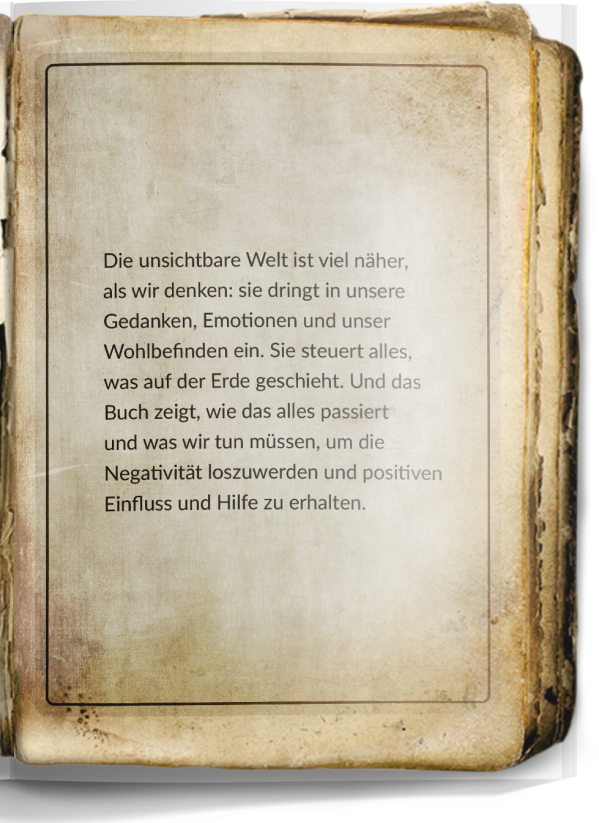 Die unsichtbare Welt ist viel näher,
als wir denken: sie dringt in unsere
Gedanken, Emotionen und unser
Wohlbefinden ein. Sie steuert alles,
was auf der Erde geschieht. Und das
Buch zeigt, wie das alles passiert
und was wir tun müssen, um die
Negativität loszuwerden und positiven
Einfluss und Hilfe zu erhalten.